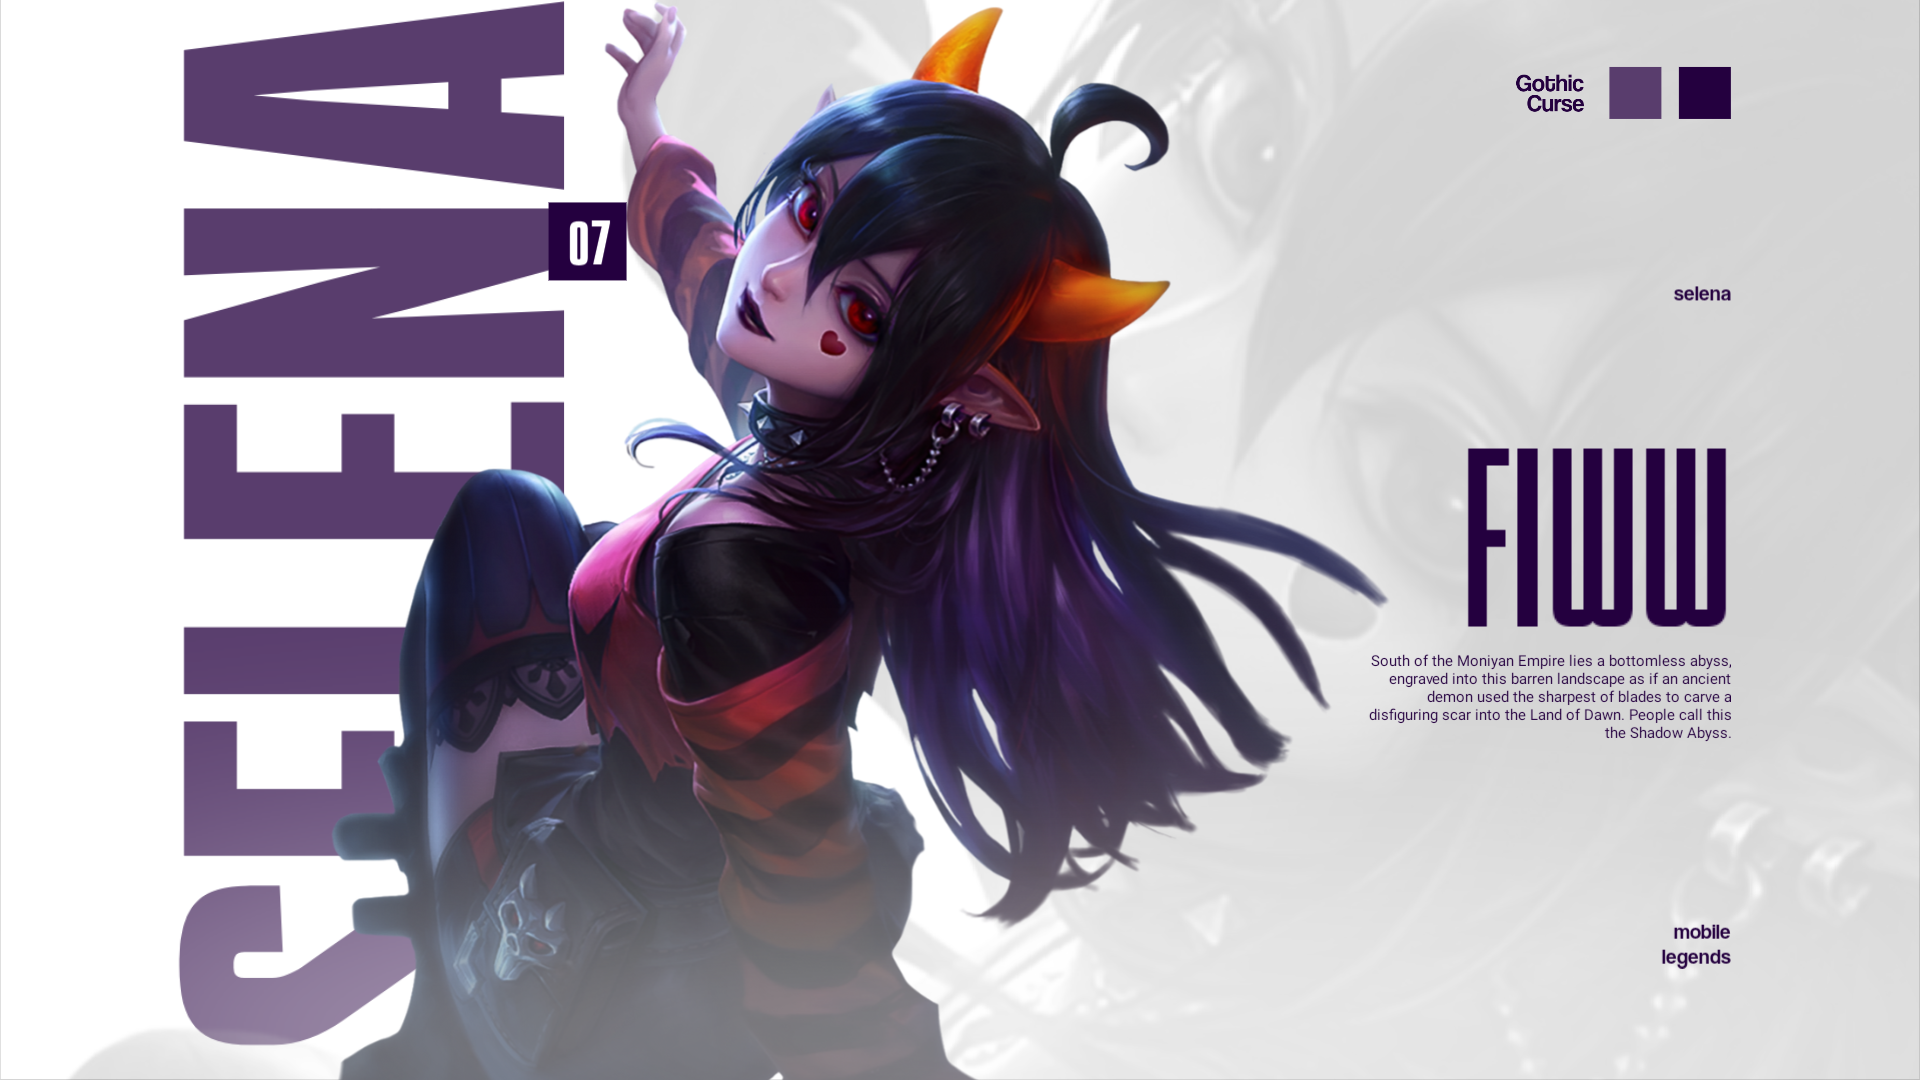 SELENA
07
Gothic
Curse
selena
FIWW
South of the Moniyan Empire lies a bottomless abyss,
engraved into this barren landscape as if an ancient
demon used the sharpest of blades to carve a
disfiguring scar into the Land of Dawn. People call this
the Shadow Abyss.
mobile
legends